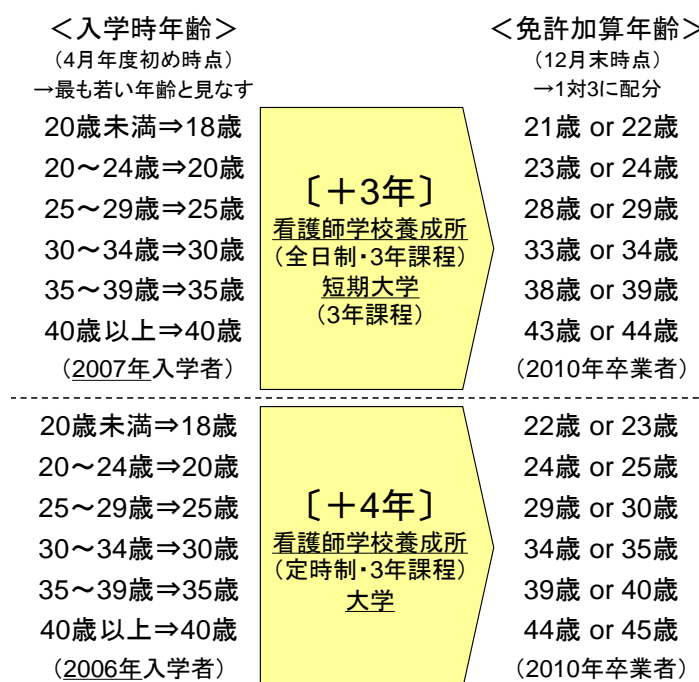 ＜入学時年齢＞
（4月年度初め時点）
→最も若い年齢と見なす
20歳未満⇒18歳
20～24歳⇒20歳
25～29歳⇒25歳
30～34歳⇒30歳
35～39歳⇒35歳
40歳以上⇒40歳
（2007年入学者）
〔＋3年〕
看護師学校養成所
（全日制・3年課程）
短期大学
（3年課程）
＜免許加算年齢＞
（12月末時点）
→1対3に配分
21歳 or 22歳
23歳 or 24歳
28歳 or 29歳
33歳 or 34歳
38歳 or 39歳
43歳 or 44歳
（2010年卒業者）
20歳未満⇒18歳
20～24歳⇒20歳
25～29歳⇒25歳
30～34歳⇒30歳
35～39歳⇒35歳
40歳以上⇒40歳
（2006年入学者）
〔＋4年〕
看護師学校養成所
（定時制・3年課程）
大学
22歳 or 23歳
24歳 or 25歳
29歳 or 30歳
34歳 or 35歳
39歳 or 40歳
44歳 or 45歳
（2010年卒業者）